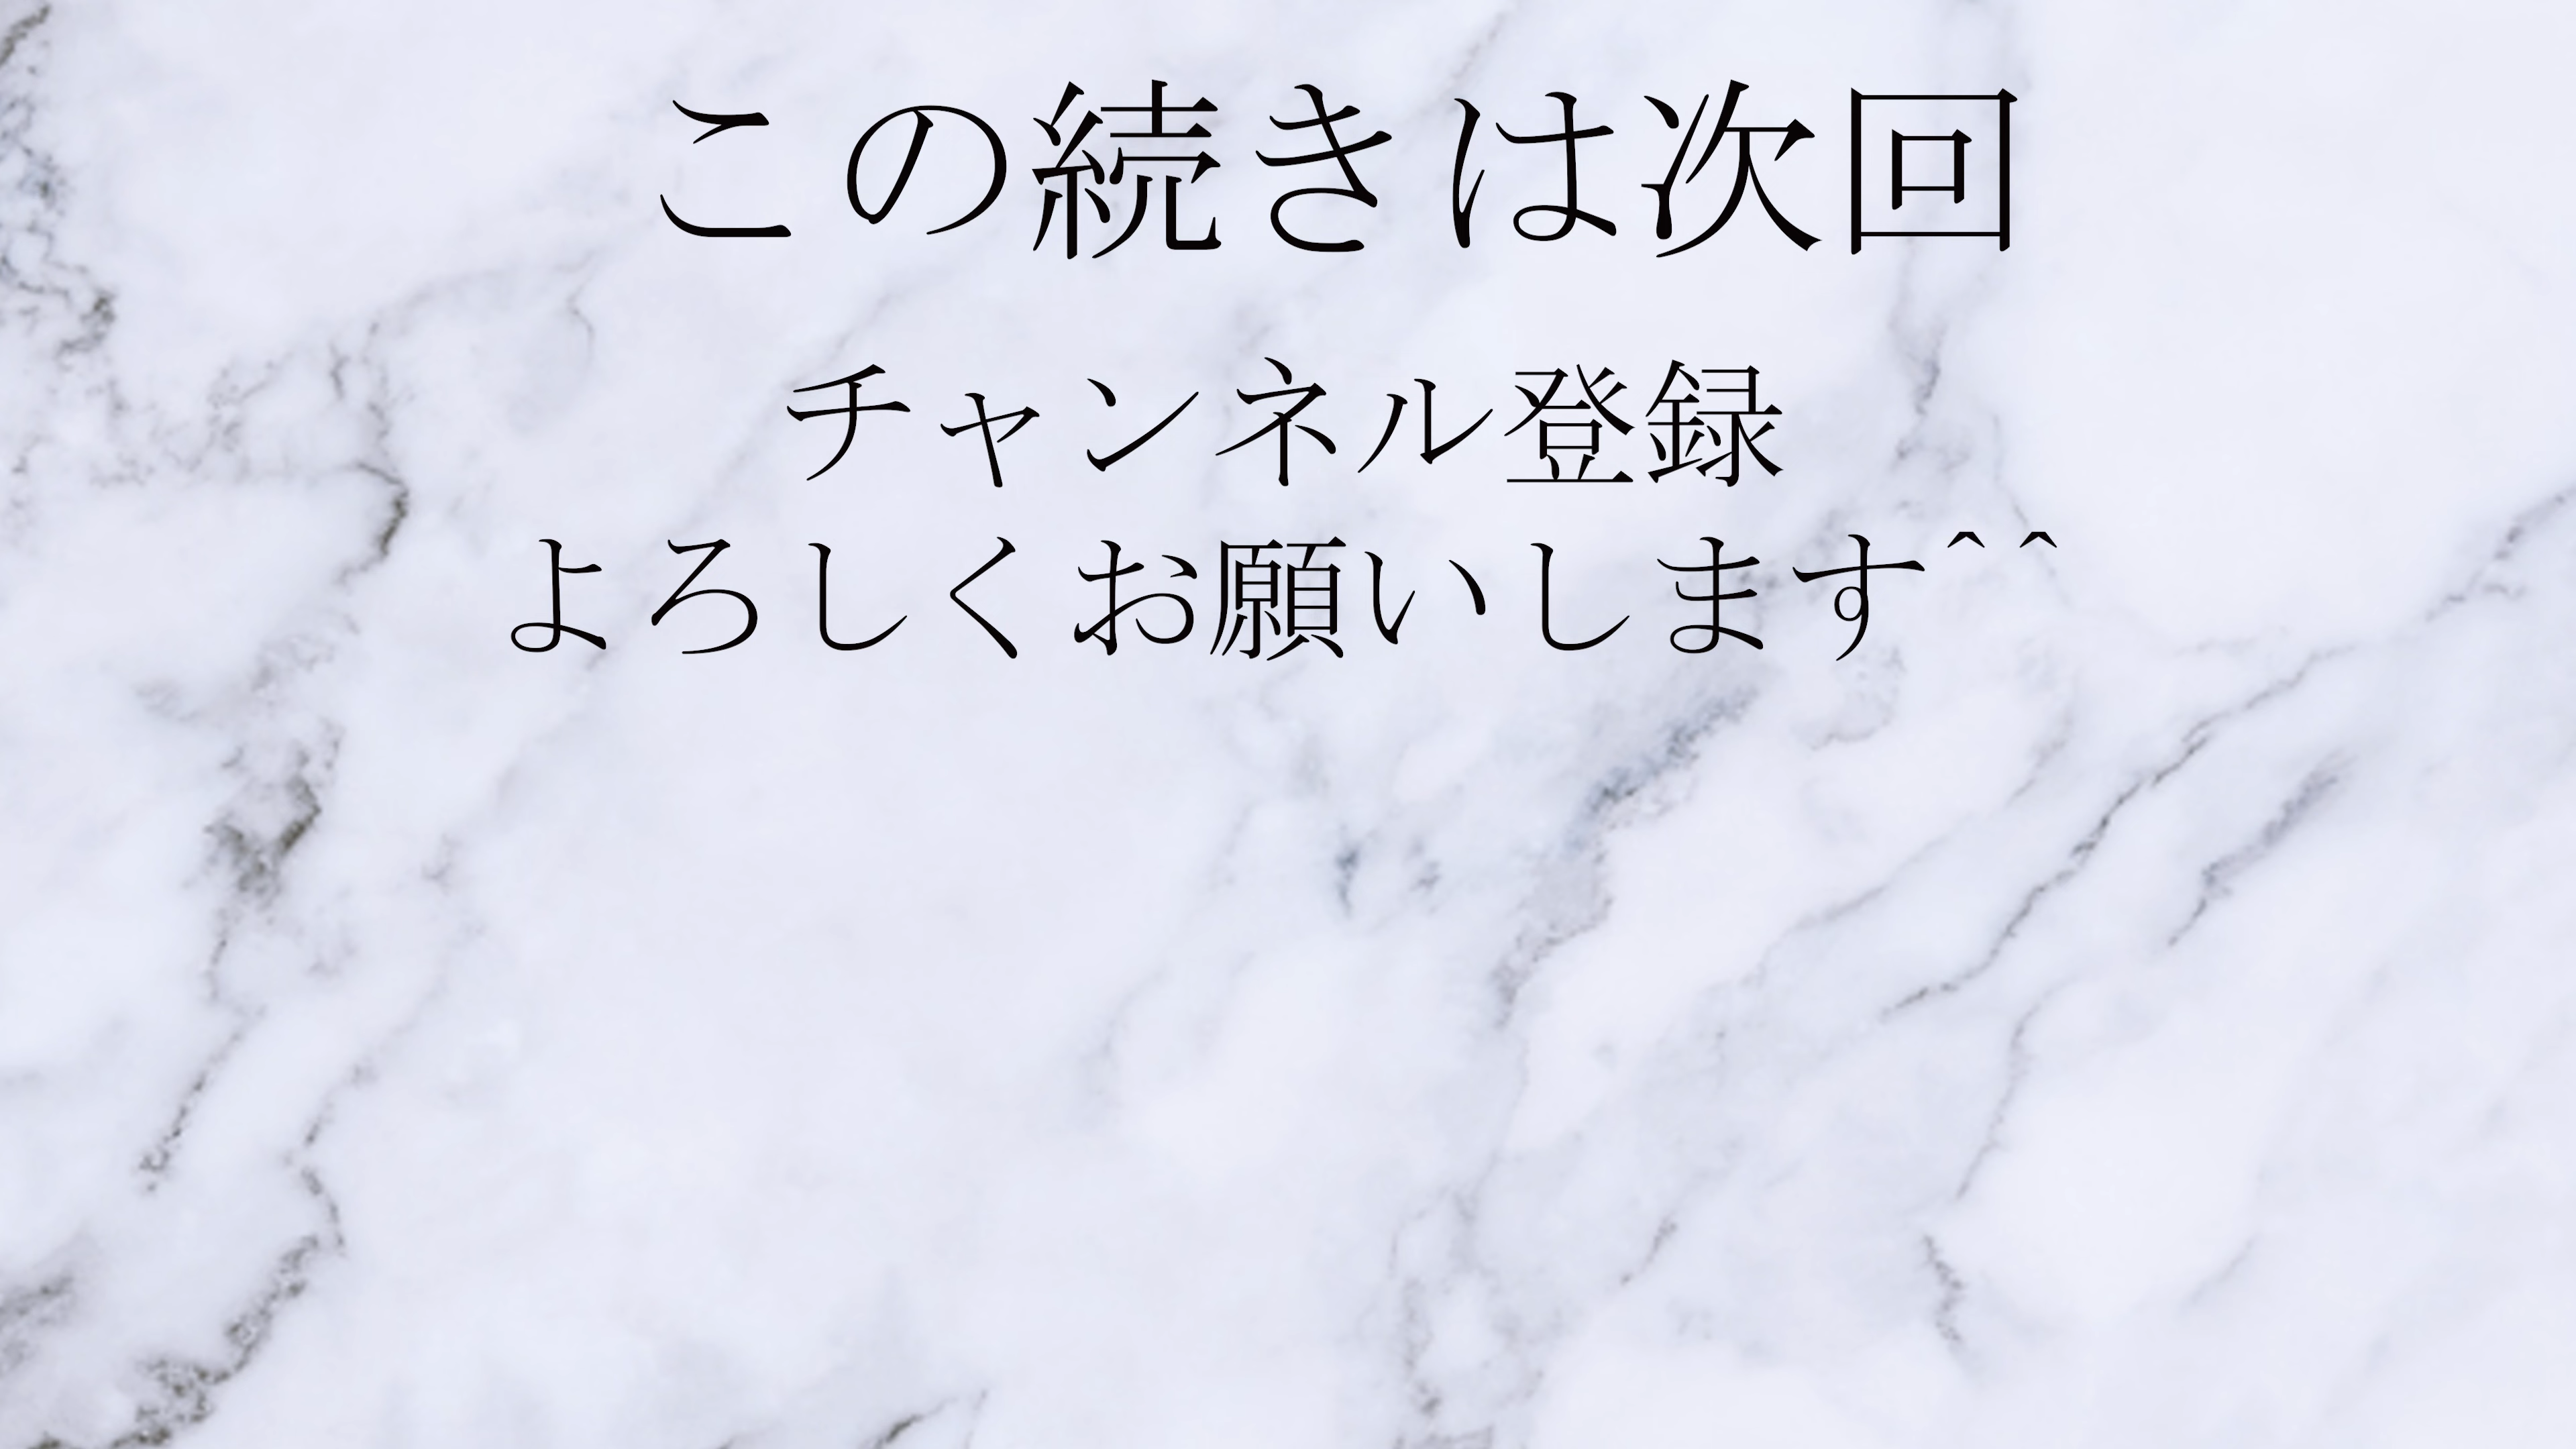 この続きは次回
チャンネル登録
よろしくお願いします^ ^